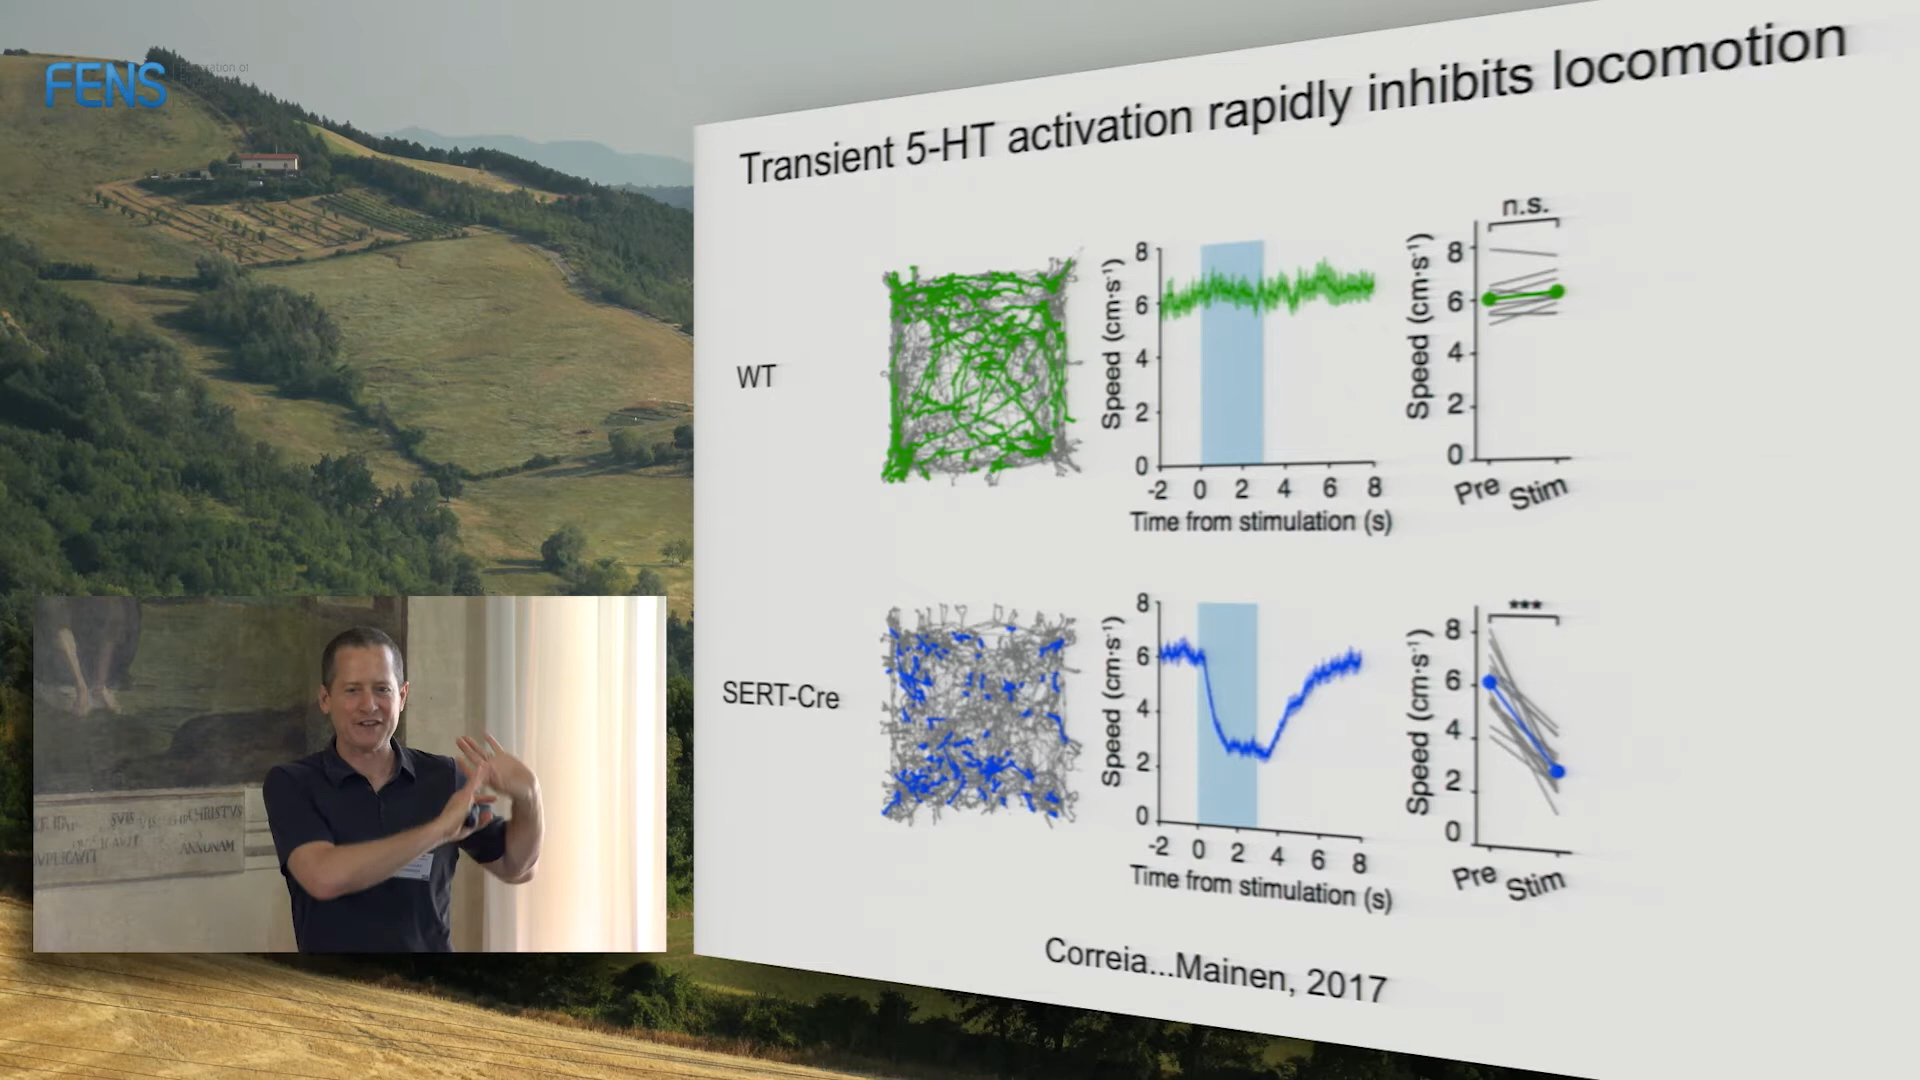 FENS
Transient 5-HT activation rapidly inhibits locomotion
WT
Speed (cm·s⁻¹)
8
6
4
2
0
-2 0 2 4 6 8
Time from stimulation (s)
n.s.
Speed (cm·s⁻¹)
8
6
4
2
0
Pre Stim
SERT-Cre
Speed (cm·s⁻¹)
8
6
4
2
0
-2 0 2 4 6 8
Time from stimulation (s)
***
Speed (cm·s⁻¹)
8
6
4
2
0
Pre Stim
Correia...Mainen, 2017
CHRISTVS
ANNONAM